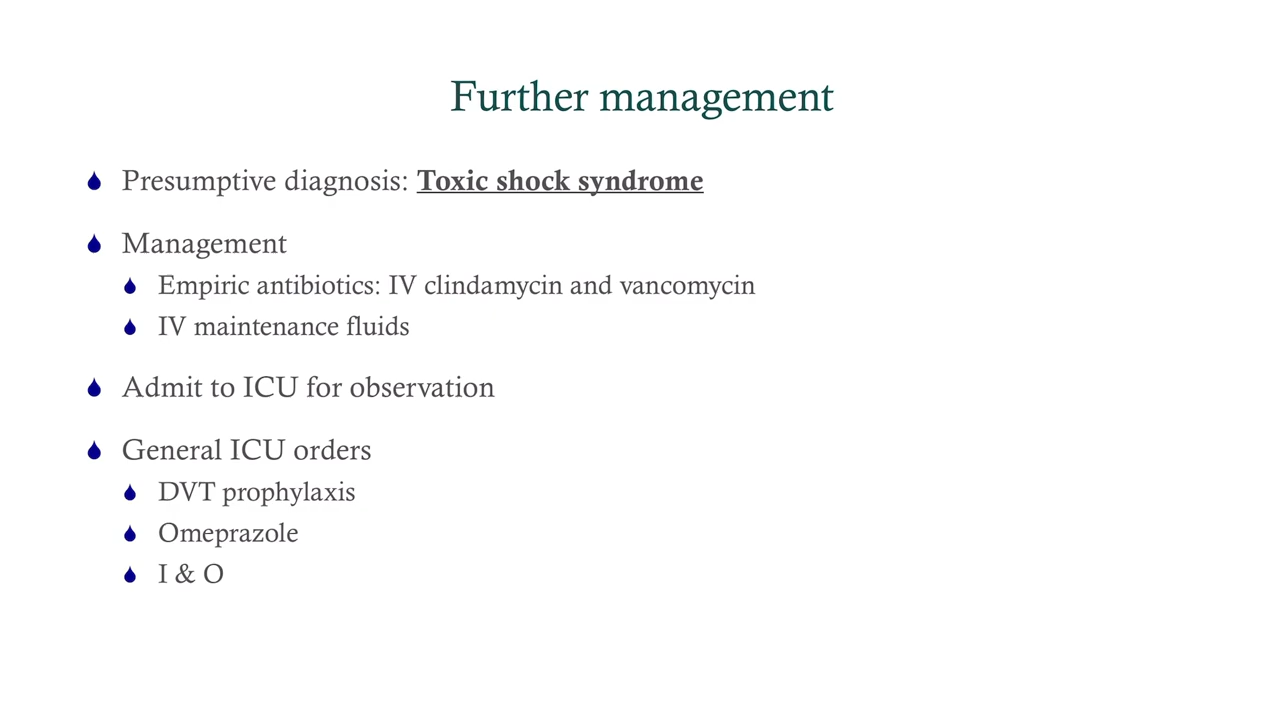 Further management
Presumptive diagnosis: Toxic shock syndrome
Management
Empiric antibiotics: IV clindamycin and vancomycin
IV maintenance fluids
Admit to ICU for observation
General ICU orders
DVT prophylaxis
Omeprazole
I & O